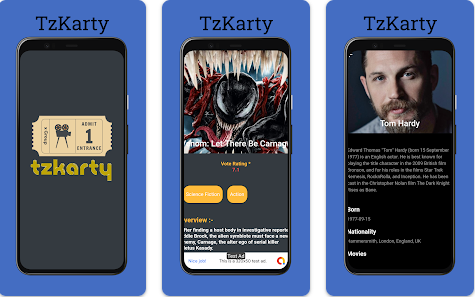 TzKarty
ADMIT
1
ENTRANCE
tzkarty
TzKarty
enom: Let There Be Carnag
Vote Rating *
7.1
Science Fiction
Action
verview :-
fter finding a host body in investigative reporte
ddie Brock, the alien symbiote must face a new
nemy, Carnage, the alter ego of serial killer
letus Kasady.
Test Ad
Nice job!
This is a 320x50 test ad.
TzKarty
Tom Hardy
Edward Thomas "Tom" Hardy (born 15 September
1977) is an English actor. He is best known for
playing the title character in the 2009 British film
Bronson, and for his roles in the films Star Trek
Nemesis, RocknRolla, and Inception. He has been
cast in the Christopher Nolan film The Dark Knight
Rises as Bane.
Born
1977-09-15
Nationality
Hammersmith, London, England, UK
Movies